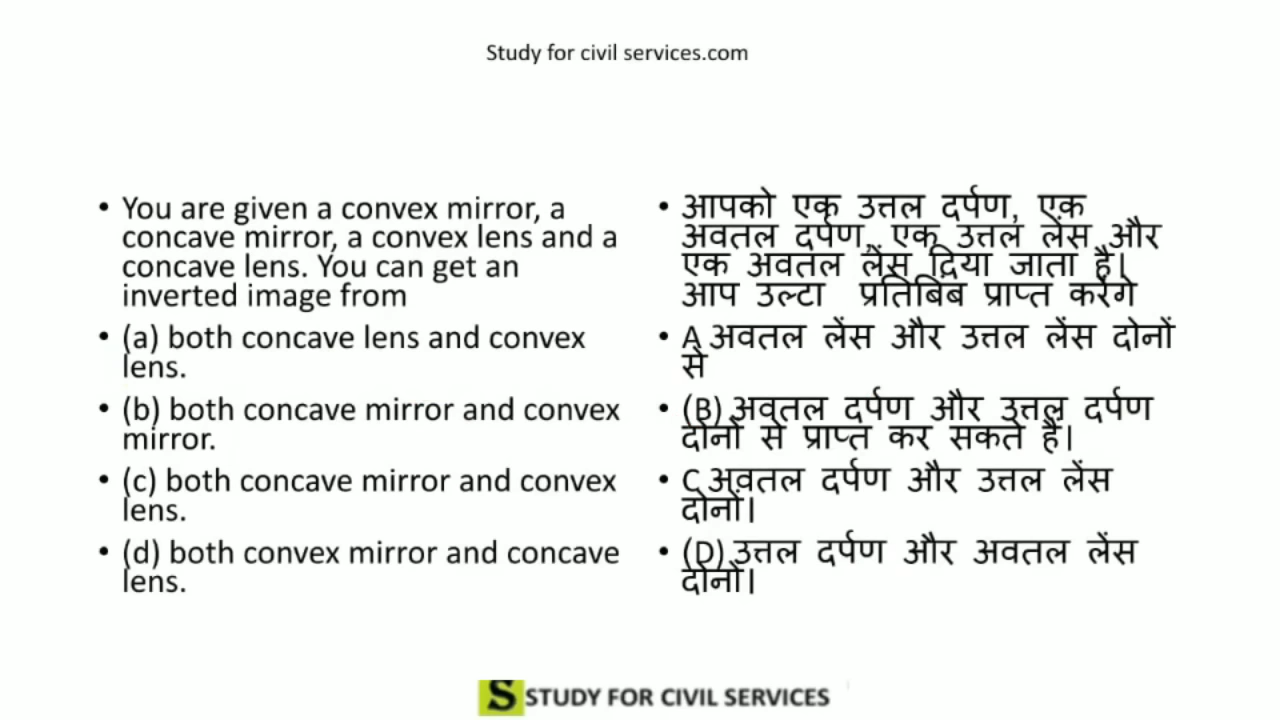 Study for civil services.com
• You are given a convex mirror, a
concave mirror, a convex lens and a
concave lens. You can get an
inverted image from
• (a) both concave lens and convex
lens.
• (b) both concave mirror and convex
mirror.
• (c) both concave mirror and convex
lens.
• (d) both convex mirror and concave
lens.
• आपको एक उत्तल दर्पण, एक
अवतल दर्पण, एक उत्तल लेंस और
एक अवतल लेंस दिया जाता है।
आप उल्टा प्रतिबिंब प्राप्त करेंगे
• A अवतल लेंस और उत्तल लेंस दोनों
से
• (B) अवतल दर्पण और उत्तल दर्पण
दोनों से प्राप्त कर सकते हैं।
• C अवतल दर्पण और उत्तल लेंस
दोनों।
• (D) उत्तल दर्पण और अवतल लेंस
दोनों।
S STUDY FOR CIVIL SERVICES